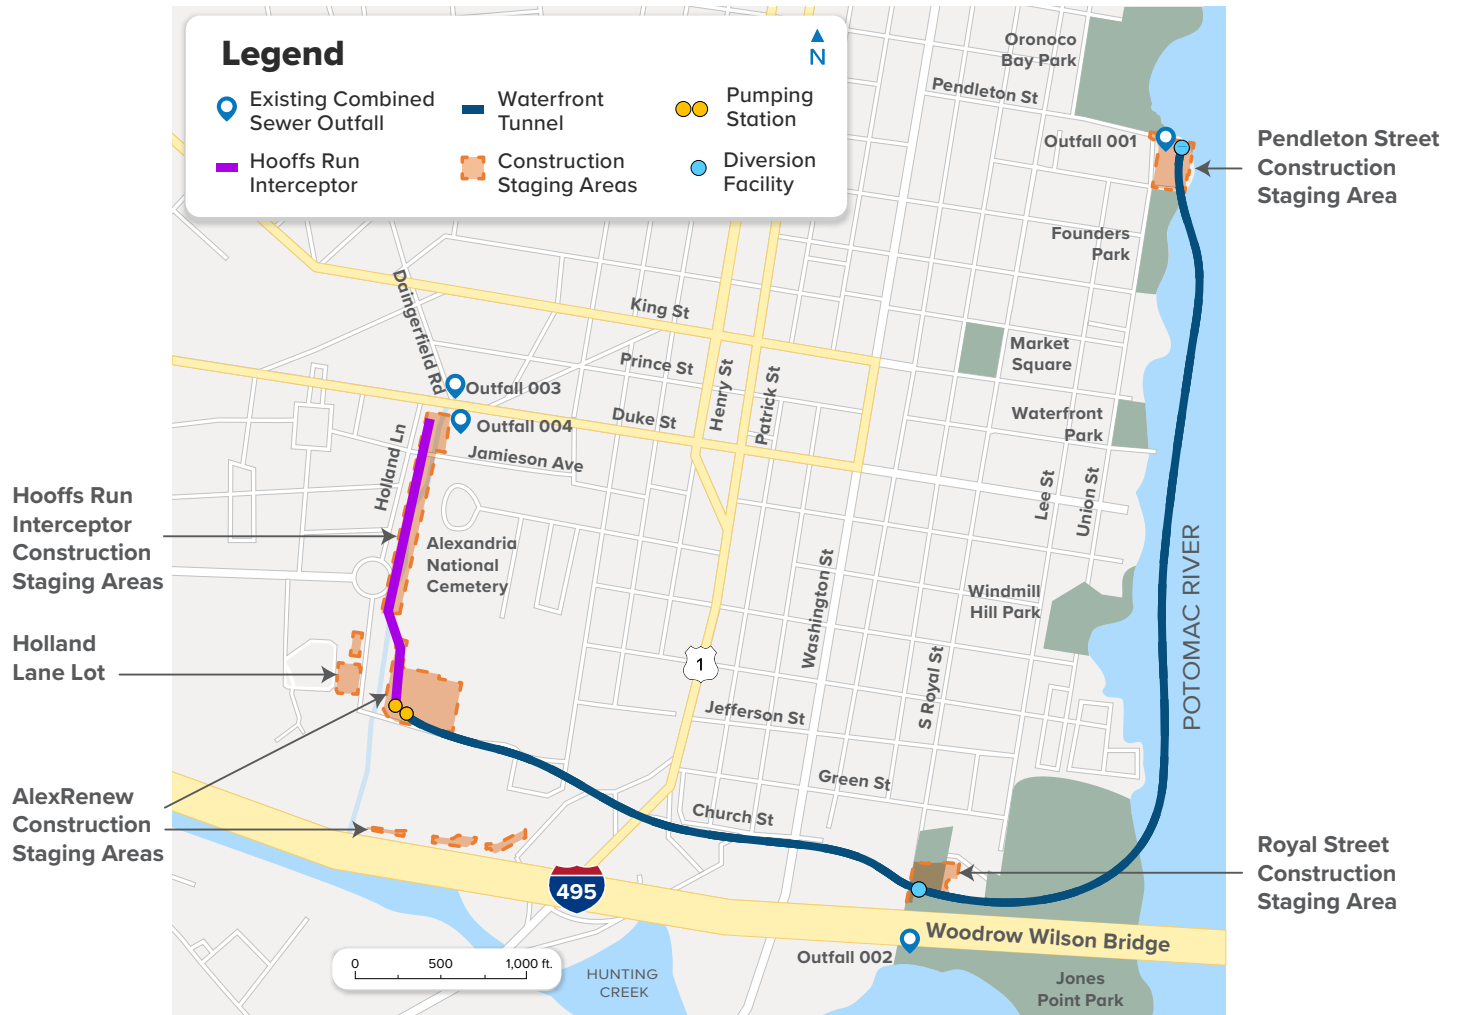 Legend
N
Existing Combined
Sewer Outfall
Waterfront
Tunnel
Pumping
Station
Hooffs Run
Interceptor
Construction
Staging Areas
Diversion
Facility
Oronoco
Bay Park
Pendleton St
Outfall 001
Pendleton Street
Construction
Staging Area
Founders
Park
Daingerfield Rd
King St
Prince St
Market
Square
Henry St
Patrick St
Outfall 003
Duke St
Outfall 004
Waterfront
Park
Holland Ln
Jamieson Ave
Lee St
Union St
Hooffs Run
Interceptor
Construction
Staging Areas
Alexandria
National
Cemetery
POTOMAC RIVER
Washington St
Windmill
Hill Park
Holland
Lane Lot
1
S Royal St
Jefferson St
Green St
Church St
AlexRenew
Construction
Staging Areas
Royal Street
Construction
Staging Area
495
Woodrow Wilson Bridge
Outfall 002
0 500 1,000 ft.
HUNTING
CREEK
Jones
Point Park